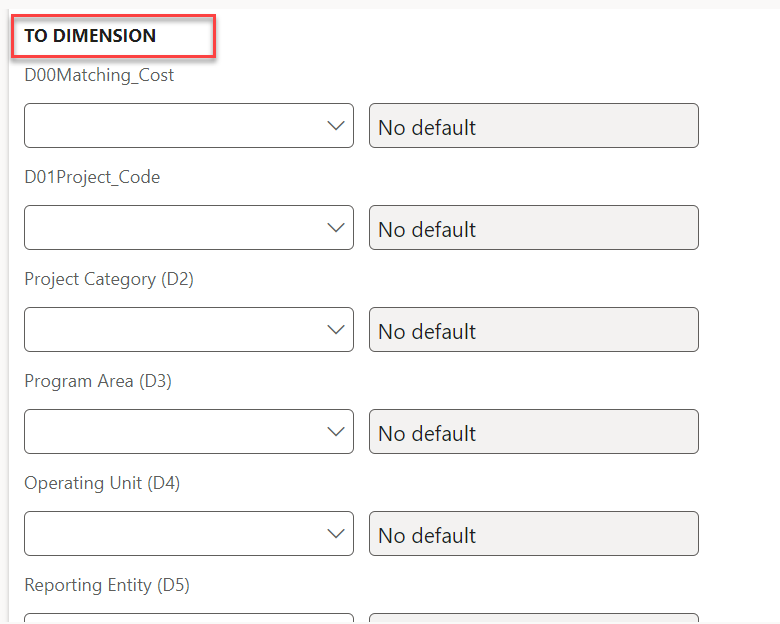 TO DIMENSION
D00Matching_Cost
No default
D01Project_Code
No default
Project Category (D2)
No default
Program Area (D3)
No default
Operating Unit (D4)
No default
Reporting Entity (D5)